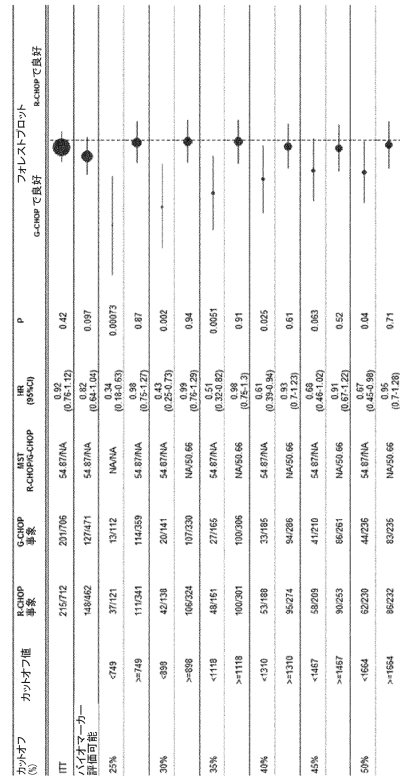 カットオフ (%) カットオフ値 R-CHOP 事象 G-CHOP 事象 MST R-CHOP/G-CHOP HR (95%CI) P フォレストプロット
G-CHOP で良好 R-CHOP で良好
ITT 215/712 201/706 54.87/NA 0.92 (0.76-1.12) 0.42
バイオマーカー 評価可能 148/462 127/471 54.87/NA 0.82 (0.64-1.04) 0.097
25% <749 37/121 13/112 NA/NA 0.34 (0.18-0.63) 0.00073
>=749 111/341 114/359 54.87/NA 0.98 (0.75-1.27) 0.87
30% <898 42/138 20/141 54.87/NA 0.43 (0.25-0.73) 0.002
>=898 106/324 107/330 NA/50.66 0.99 (0.76-1.29) 0.94
35% <1118 48/161 27/165 54.87/NA 0.51 (0.32-0.82) 0.0051
>=1118 100/301 100/306 NA/50.66 0.98 (0.75-1.3) 0.91
40% <1310 53/188 33/185 54.87/NA 0.61 (0.39-0.94) 0.025
>=1310 95/274 94/286 NA/50.66 0.93 (0.7-1.23) 0.61
45% <1467 58/209 41/210 54.87/NA 0.68 (0.46-1.02) 0.063
>=1467 90/253 86/261 NA/50.66 0.91 (0.67-1.22) 0.52
50% <1664 62/230 44/236 54.87/NA 0.67 (0.45-0.98) 0.04
>=1664 86/232 83/235 NA/50.66 0.95 (0.7-1.28) 0.71